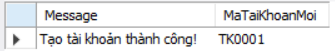 Message MaTaiKhoanMoi
Tạo tài khoản thành công! TK0001